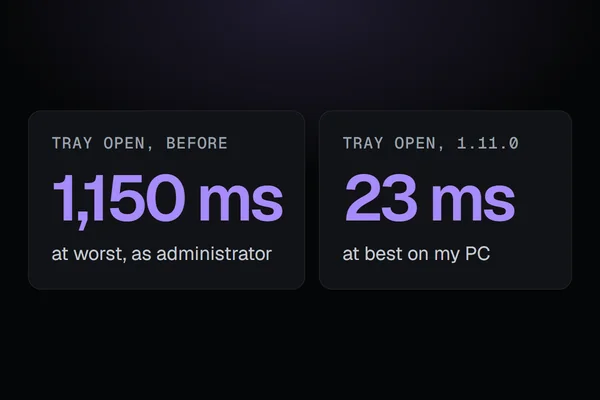 TRAY OPEN, BEFORE
1,150 ms
at worst, as administrator
TRAY OPEN, 1.11.0
23 ms
at best on my PC